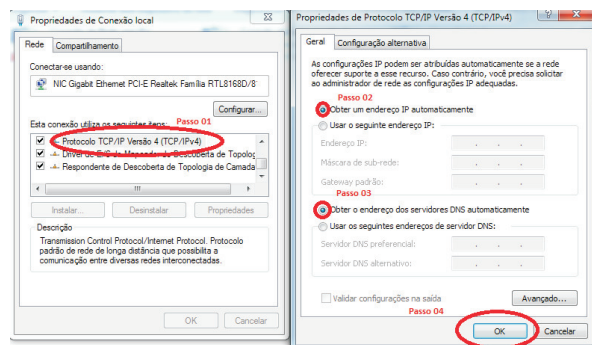 Propriedades de Conexão local
Rede
Compartilhamento
Conectar-se usando:
NIC Gigabit Ethernet PCI-E Realtek Família RTL8168D/8
Configurar...
Esta conexão utiliza os seguintes itens:
Passo 01
Protocolo TCP/IP Versão 4 (TCP/IPv4)
Driver de E/S do Mapeador de Descoberta de Topolog
Respondente de Descoberta de Topologia de Camada
Instalar...
Desinstalar
Propriedades
Descrição
Transmission Control Protocol/Internet Protocol. Protocolo
padrão de rede de longa distância que possibilita a
comunicação entre diversas redes interconectadas.
OK
Cancelar
Propriedades de Protocolo TCP/IP Versão 4 (TCP/IPv4)
Geral
Configuração alternativa
As configurações IP podem ser atribuídas automaticamente se a rede
oferecer suporte a esse recurso. Caso contrário, você precisa solicitar
ao administrador de rede as configurações IP adequadas.
Passo 02
Obter um endereço IP automaticamente
Usar o seguinte endereço IP:
Endereço IP:
Máscara de sub-rede:
Gateway padrão:
Passo 03
Obter o endereço dos servidores DNS automaticamente
Usar os seguintes endereços de servidor DNS:
Servidor DNS preferencial:
Servidor DNS alternativo:
Validar configurações na saída
Avançado...
Passo 04
OK
Cancelar